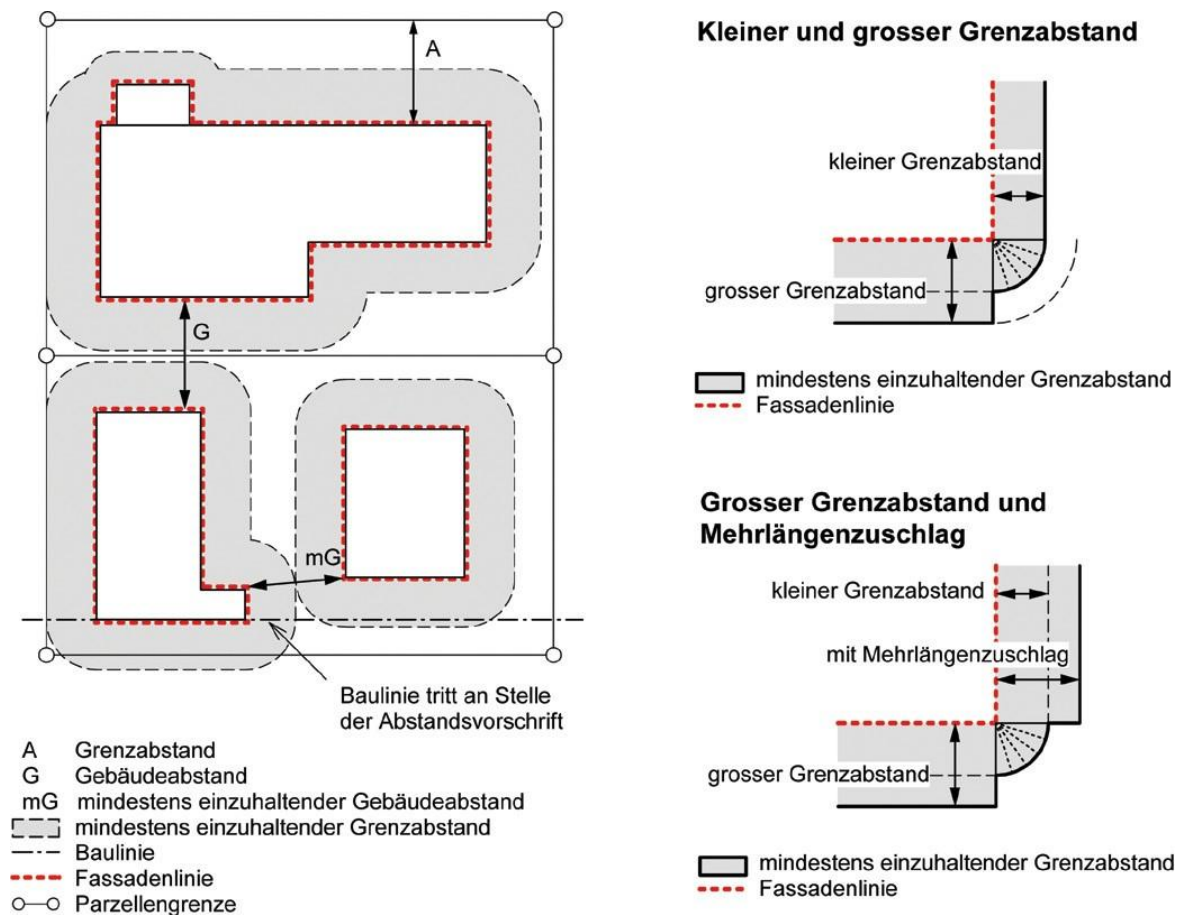 A
G
mG
Baulinie tritt an Stelle
der Abstandsvorschrift
A Grenzabstand
G Gebäudeabstand
mG mindestens einzuhaltender Gebäudeabstand
mindestens einzuhaltender Grenzabstand
Baulinie
Fassadenlinie
Parzellengrenze
Kleiner und grosser Grenzabstand
kleiner Grenzabstand
grosser Grenzabstand
mindestens einzuhaltender Grenzabstand
Fassadenlinie
Grosser Grenzabstand und
Mehrlängenzuschlag
kleiner Grenzabstand
mit Mehrlängenzuschlag
grosser Grenzabstand
mindestens einzuhaltender Grenzabstand
Fassadenlinie